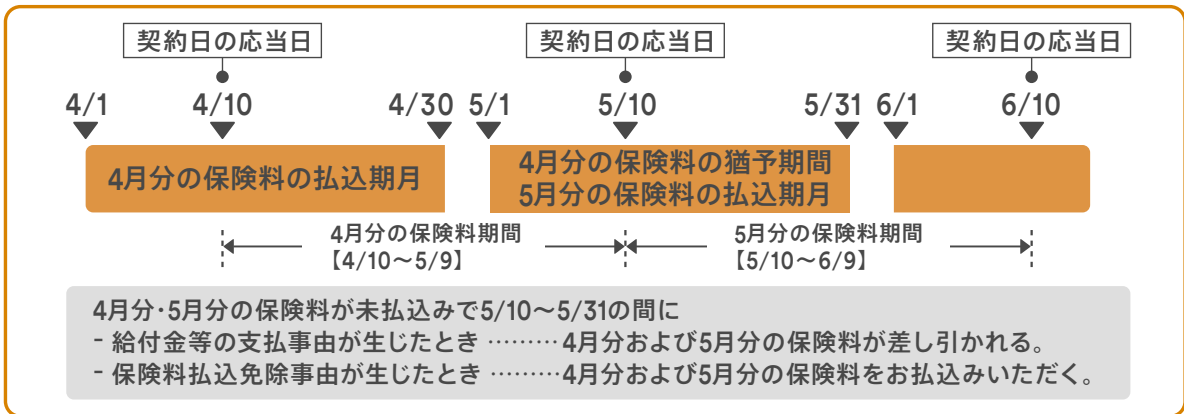 契約日の応当日 契約日の応当日 契約日の応当日
4/1 4/10 4/30 5/1 5/10 5/31 6/1 6/10
4月分の保険料の払込期月
4月分の保険料の猶予期間
5月分の保険料の払込期月
4月分の保険料期間
【4/10～5/9】
5月分の保険料期間
【5/10～6/9】
4月分・5月分の保険料が未払込みで5/10～5/31の間に
- 給付金等の支払事由が生じたとき ………4月分および5月分の保険料が差し引かれる。
- 保険料払込免除事由が生じたとき ………4月分および5月分の保険料をお払込みいただく。